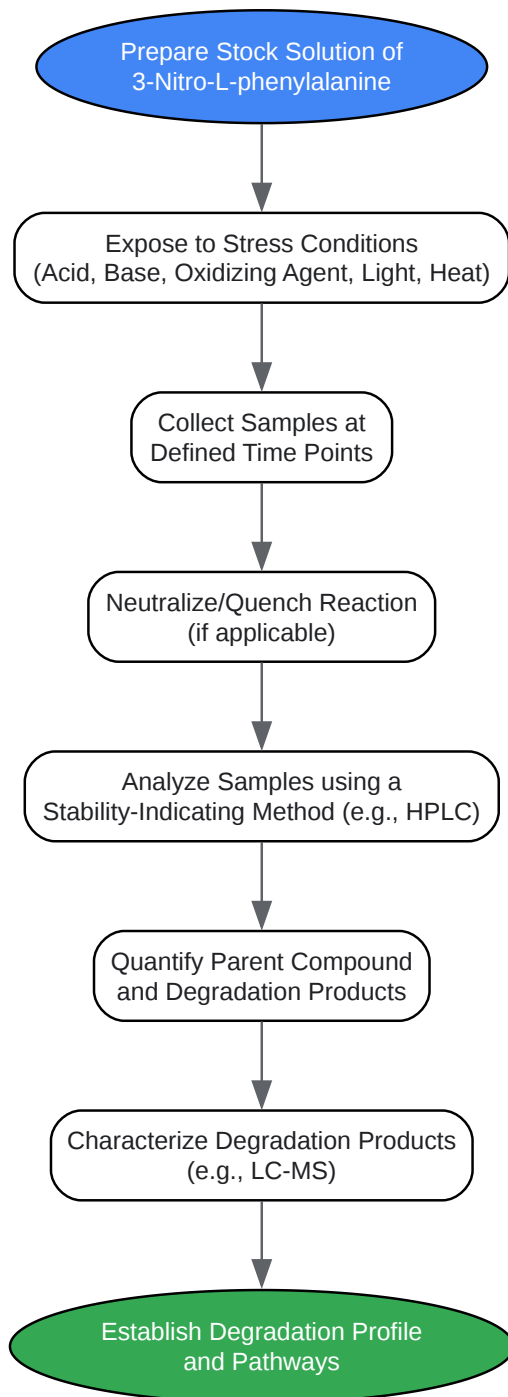 Prepare Stock Solution of
3-Nitro-L-phenylalanine
Expose to Stress Conditions
(Acid, Base, Oxidizing Agent, Light, Heat)
Collect Samples at
Defined Time Points
Neutralize/Quench Reaction
(if applicable)
Analyze Samples using a
Stability-Indicating Method (e.g., HPLC)
Quantify Parent Compound
and Degradation Products
Characterize Degradation Products
(e.g., LC-MS)
Establish Degradation Profile
and Pathways